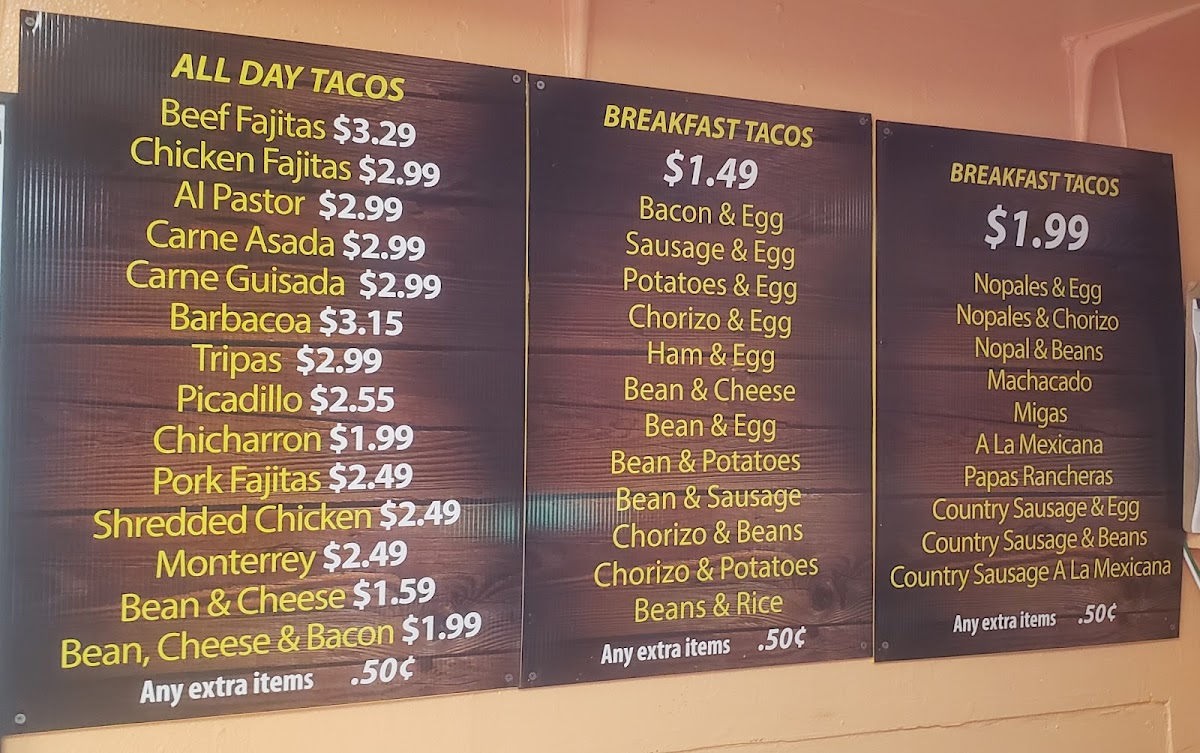 ALL DAY TACOS
Beef Fajitas $3.29
Chicken Fajitas $2.99
Al Pastor $2.99
Carne Asada $2.99
Carne Guisada $2.99
Barbacoa $3.15
Tripas $2.99
Picadillo $2.55
Chicharron $1.99
Pork Fajitas $2.49
Shredded Chicken $2.49
Monterrey $2.49
Bean & Cheese $1.59
Bean, Cheese & Bacon $1.99
Any extra items .50¢
BREAKFAST TACOS
$1.49
Bacon & Egg
Sausage & Egg
Potatoes & Egg
Chorizo & Egg
Ham & Egg
Bean & Cheese
Bean & Egg
Bean & Potatoes
Bean & Sausage
Chorizo & Beans
Chorizo & Potatoes
Beans & Rice
Any extra items .50¢
BREAKFAST TACOS
$1.99
Nopales & Egg
Nopales & Chorizo
Nopal & Beans
Machacado
Migas
A La Mexicana
Papas Rancheras
Country Sausage & Egg
Country Sausage & Beans
Country Sausage A La Mexicana
Any extra items .50¢